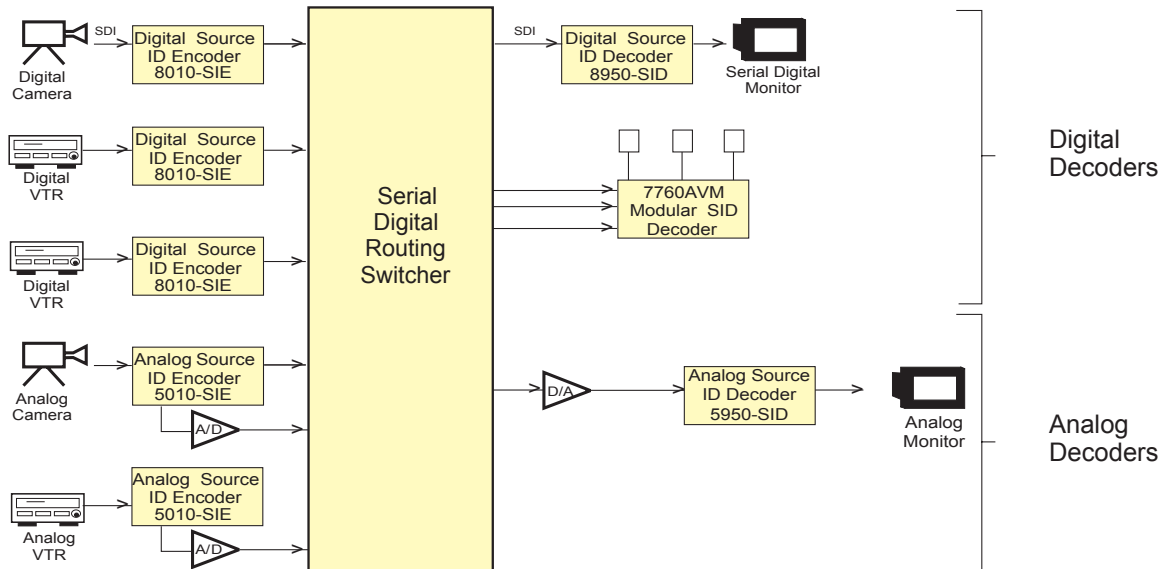 SDI
Digital Source
ID Encoder
8010-SIE
Digital
Camera
Digital Source
ID Encoder
8010-SIE
Digital
VTR
Digital Source
ID Encoder
8010-SIE
Digital
VTR
Analog Source
ID Encoder
5010-SIE
Analog
Camera
A/D
Analog Source
ID Encoder
5010-SIE
Analog
VTR
A/D
Serial
Digital
Routing
Switcher
SDI
Digital Source
ID Decoder
8950-SID
Serial Digital
Monitor
7760AVM
Modular SID
Decoder
D/A
Analog Source
ID Decoder
5950-SID
Analog
Monitor
Digital
Decoders
Analog
Decoders